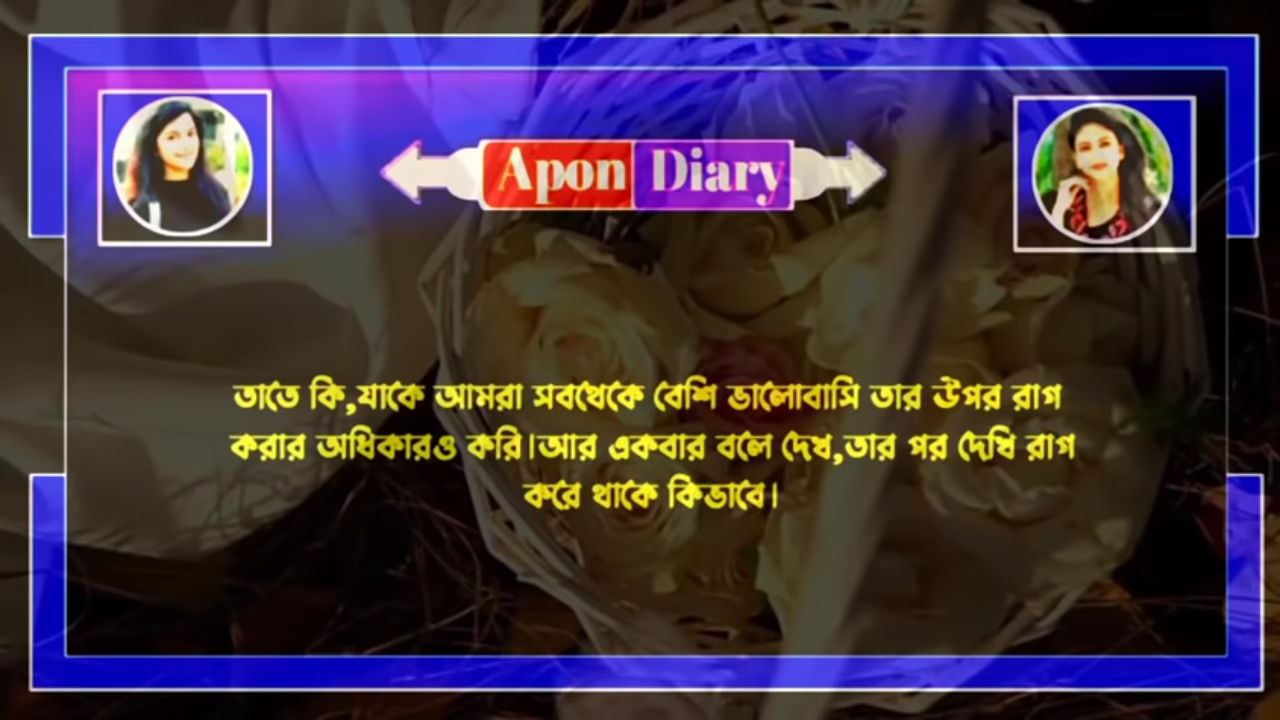 Apon Diary
তাতে কি,যাকে আমরা সবথেকে বেশি ভালোবাসি তার উপর রাগ
করার অধিকারও করি।আর একবার বলে দেখ,তার পর দেখি রাগ
করে থাকে কিভাবে।